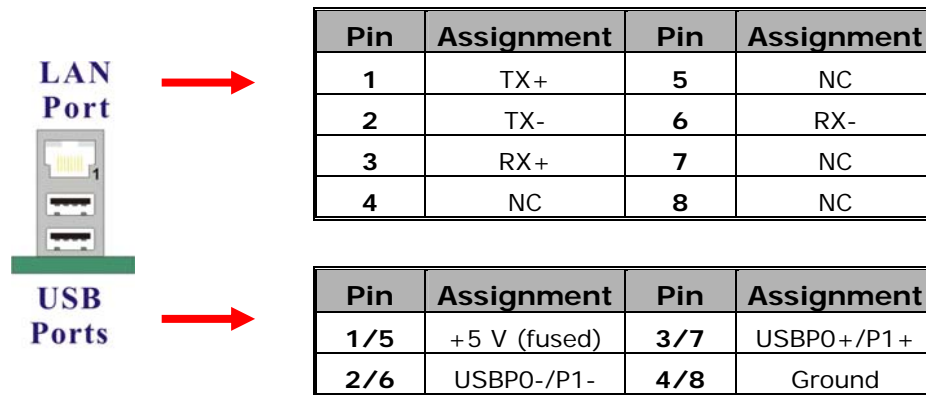 LAN
Port
1
USB
Ports
Pin Assignment Pin Assignment
1 TX+ 5 NC
2 TX- 6 RX-
3 RX+ 7 NC
4 NC 8 NC
Pin Assignment Pin Assignment
1/5 +5 V (fused) 3/7 USBP0+/P1+
2/6 USBP0-/P1- 4/8 Ground